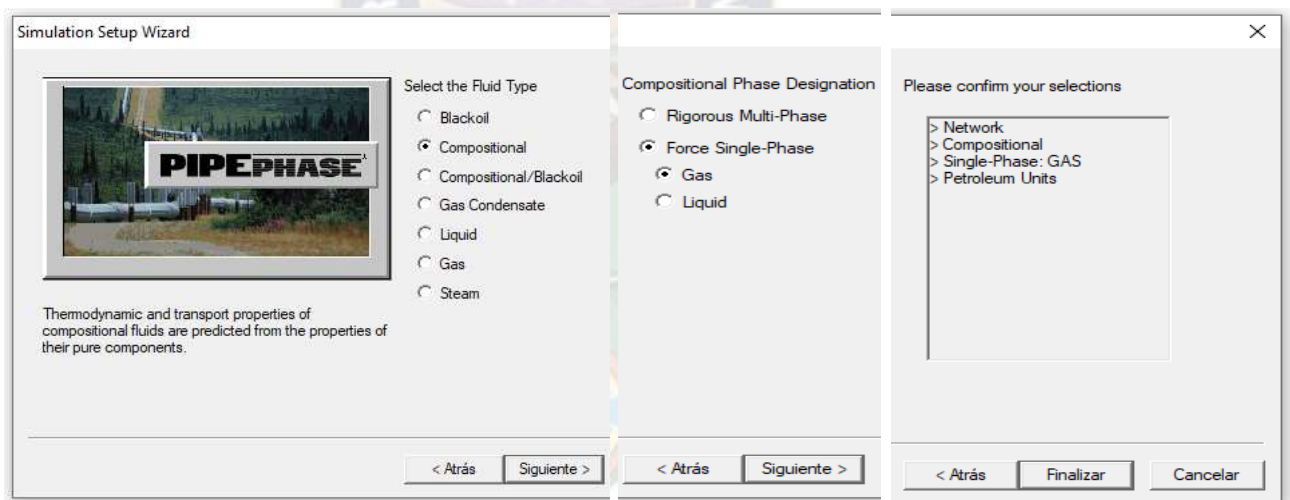 Simulation Setup Wizard
PIPEPHASE
Select the Fluid Type
Blackoil
Compositional
Compositional/Blackoil
Gas Condensate
Liquid
Gas
Steam
Thermodynamic and transport properties of
compositional fluids are predicted from the properties of
their pure components.
< Atrás
Siguiente >
Compositional Phase Designation
Rigorous Multi-Phase
Force Single-Phase
Gas
Liquid
< Atrás
Siguiente >
Please confirm your selections
> Network
> Compositional
> Single-Phase: GAS
> Petroleum Units
< Atrás
Finalizar
Cancelar